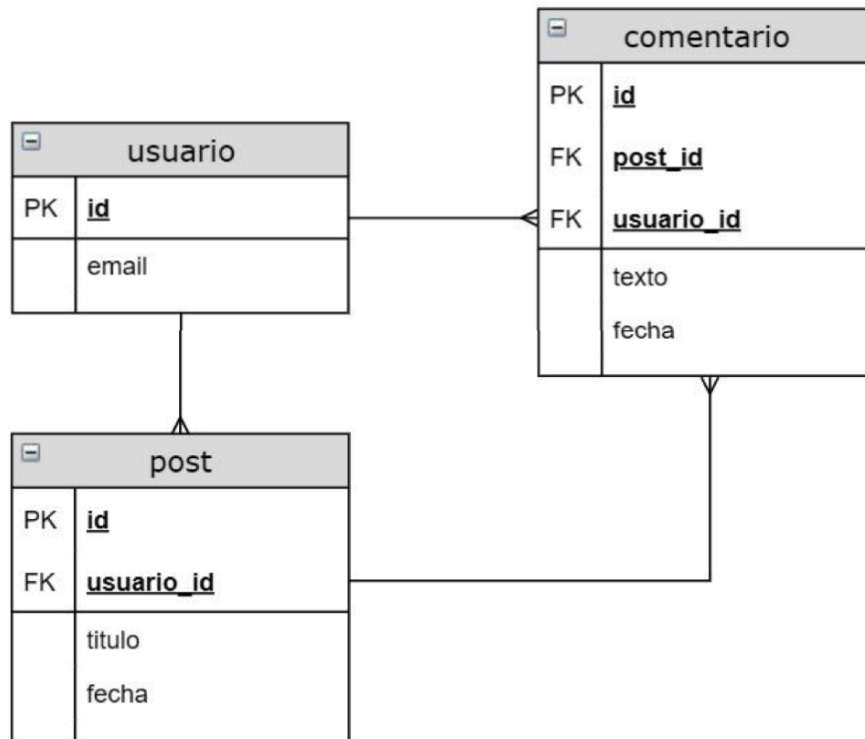 usuario
PK id
email
comentario
PK id
FK post_id
FK usuario_id
texto
fecha
post
PK id
FK usuario_id
titulo
fecha